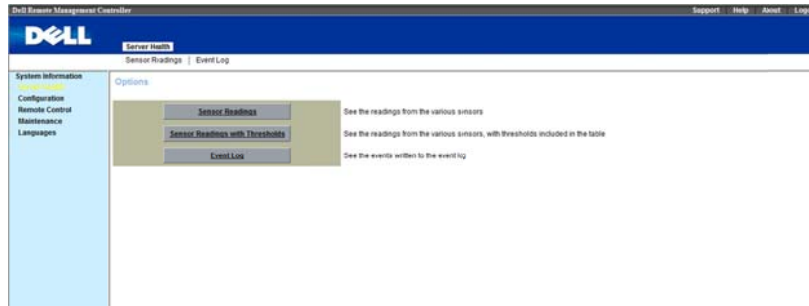 Dell Remote Management Controller
Support Help About
DELL
Server Health
Sensor Readings | Event Log
System Information
Configuration
Remote Control
Maintenance
Languages
Options
Sensor Readings See the readings from the various sensors
Sensor Readings with Thresholds See the readings from the various sensors, with thresholds included in the table
Event Log See the events written to the event log